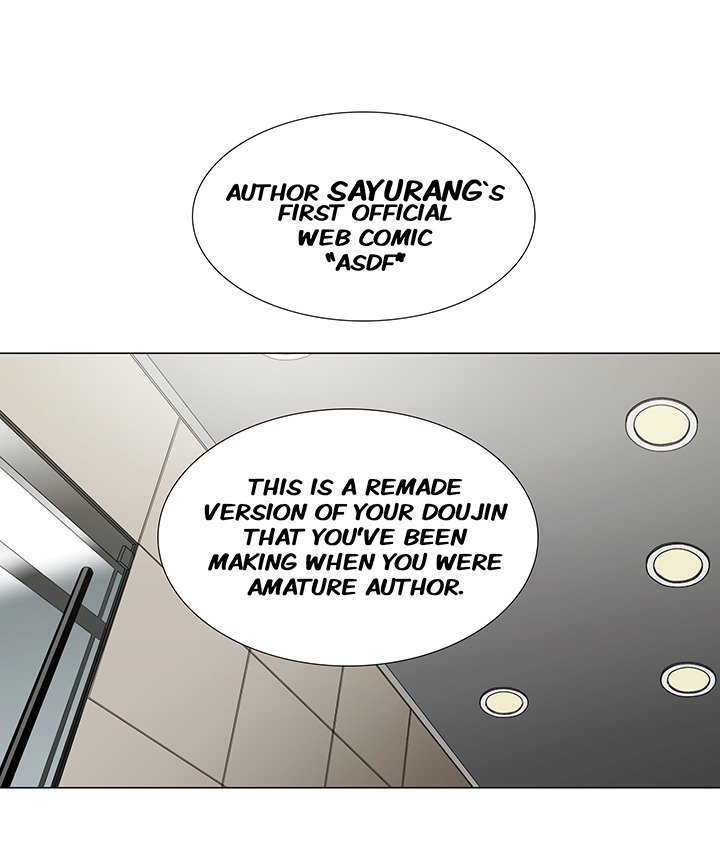 AUTHOR SAYURANG`S
FIRST OFFICIAL
WEB COMIC
"ASDF"
THIS IS A REMADE
VERSION OF YOUR DOUJIN
THAT YOU'VE BEEN
MAKING WHEN YOU WERE
AMATURE AUTHOR.